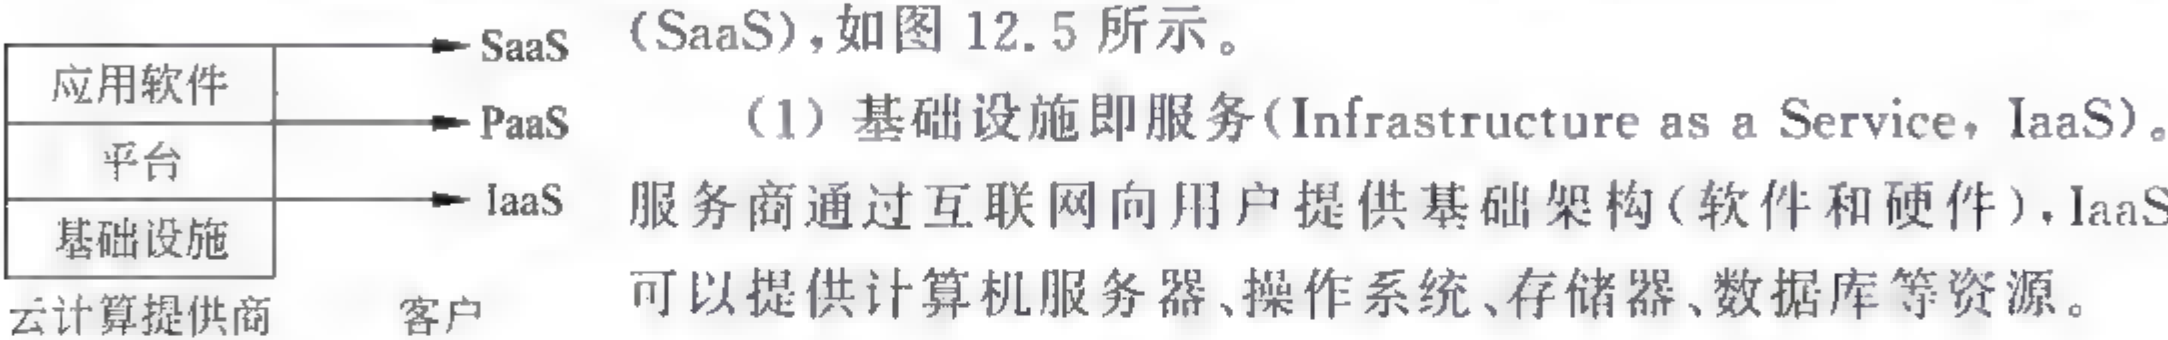 应用软件
平台
基础设施
云计算提供商
SaaS
PaaS
IaaS
客户
(SaaS),如图 12.5 所示。
(1) 基础设施即服务(Infrastructure as a Service, IaaS)。
服务商通过互联网向用户提供基础架构(软件和硬件),IaaS
可以提供计算机服务器、操作系统、存储器、数据库等资源。